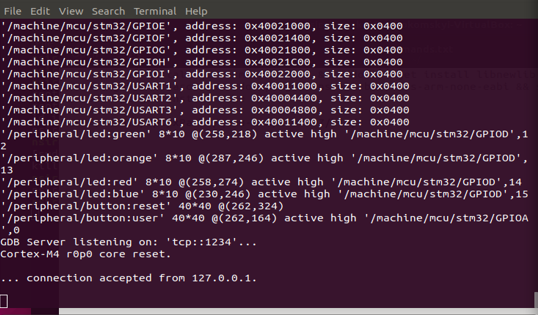 File Edit View Search Terminal Help
'/machine/mcu/stm32/GPIOE', address: 0x40021000, size: 0x0400
'/machine/mcu/stm32/GPIOF', address: 0x40021400, size: 0x0400
'/machine/mcu/stm32/GPIOG', address: 0x40021800, size: 0x0400
'/machine/mcu/stm32/GPIOH', address: 0x40021C00, size: 0x0400
'/machine/mcu/stm32/GPIOI', address: 0x40022000, size: 0x0400
'/machine/mcu/stm32/USART1', address: 0x40011000, size: 0x0400
'/machine/mcu/stm32/USART2', address: 0x40004400, size: 0x0400
'/machine/mcu/stm32/USART3', address: 0x40004800, size: 0x0400
'/machine/mcu/stm32/USART6', address: 0x40011400, size: 0x0400
'/peripheral/led:green' 8*10 @(258,218) active high '/machine/mcu/stm32/GPIOD',1
2
'/peripheral/led:orange' 8*10 @(287,246) active high '/machine/mcu/stm32/GPIOD',
13
'/peripheral/led:red' 8*10 @(258,274) active high '/machine/mcu/stm32/GPIOD',14
'/peripheral/led:blue' 8*10 @(230,246) active high '/machine/mcu/stm32/GPIOD',15
'/peripheral/button:reset' 40*40 @(262,324)
'/peripheral/button:user' 40*40 @(262,164) active high '/machine/mcu/stm32/GPIOA
',0
GDB Server listening on: 'tcp::1234'...
Cortex-M4 r0p0 core reset.
... connection accepted from 127.0.0.1.